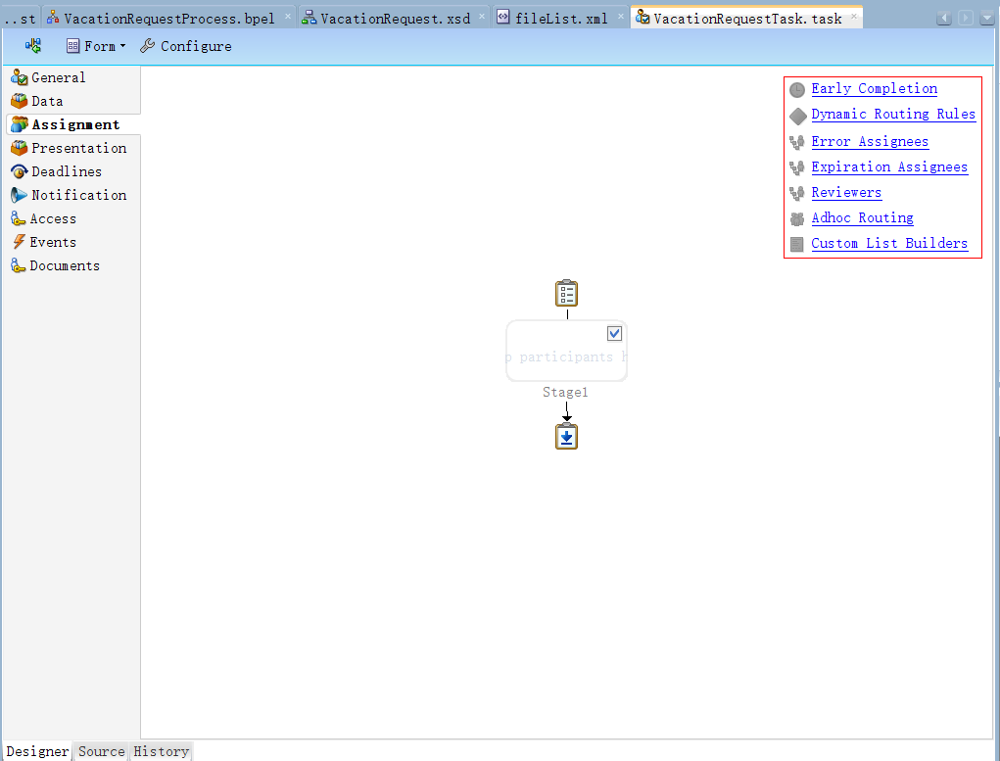 ..st VacationRequestProcess.bpel VacationRequest.xsd fileList.xml VacationRequestTask.task
Form Configure
General
Data
Assignment
Presentation
Deadlines
Notification
Access
Events
Documents
Early Completion
Dynamic Routing Rules
Error Assignees
Expiration Assignees
Reviewers
Adhoc Routing
Custom List Builders
participants
Stage1
Designer Source History